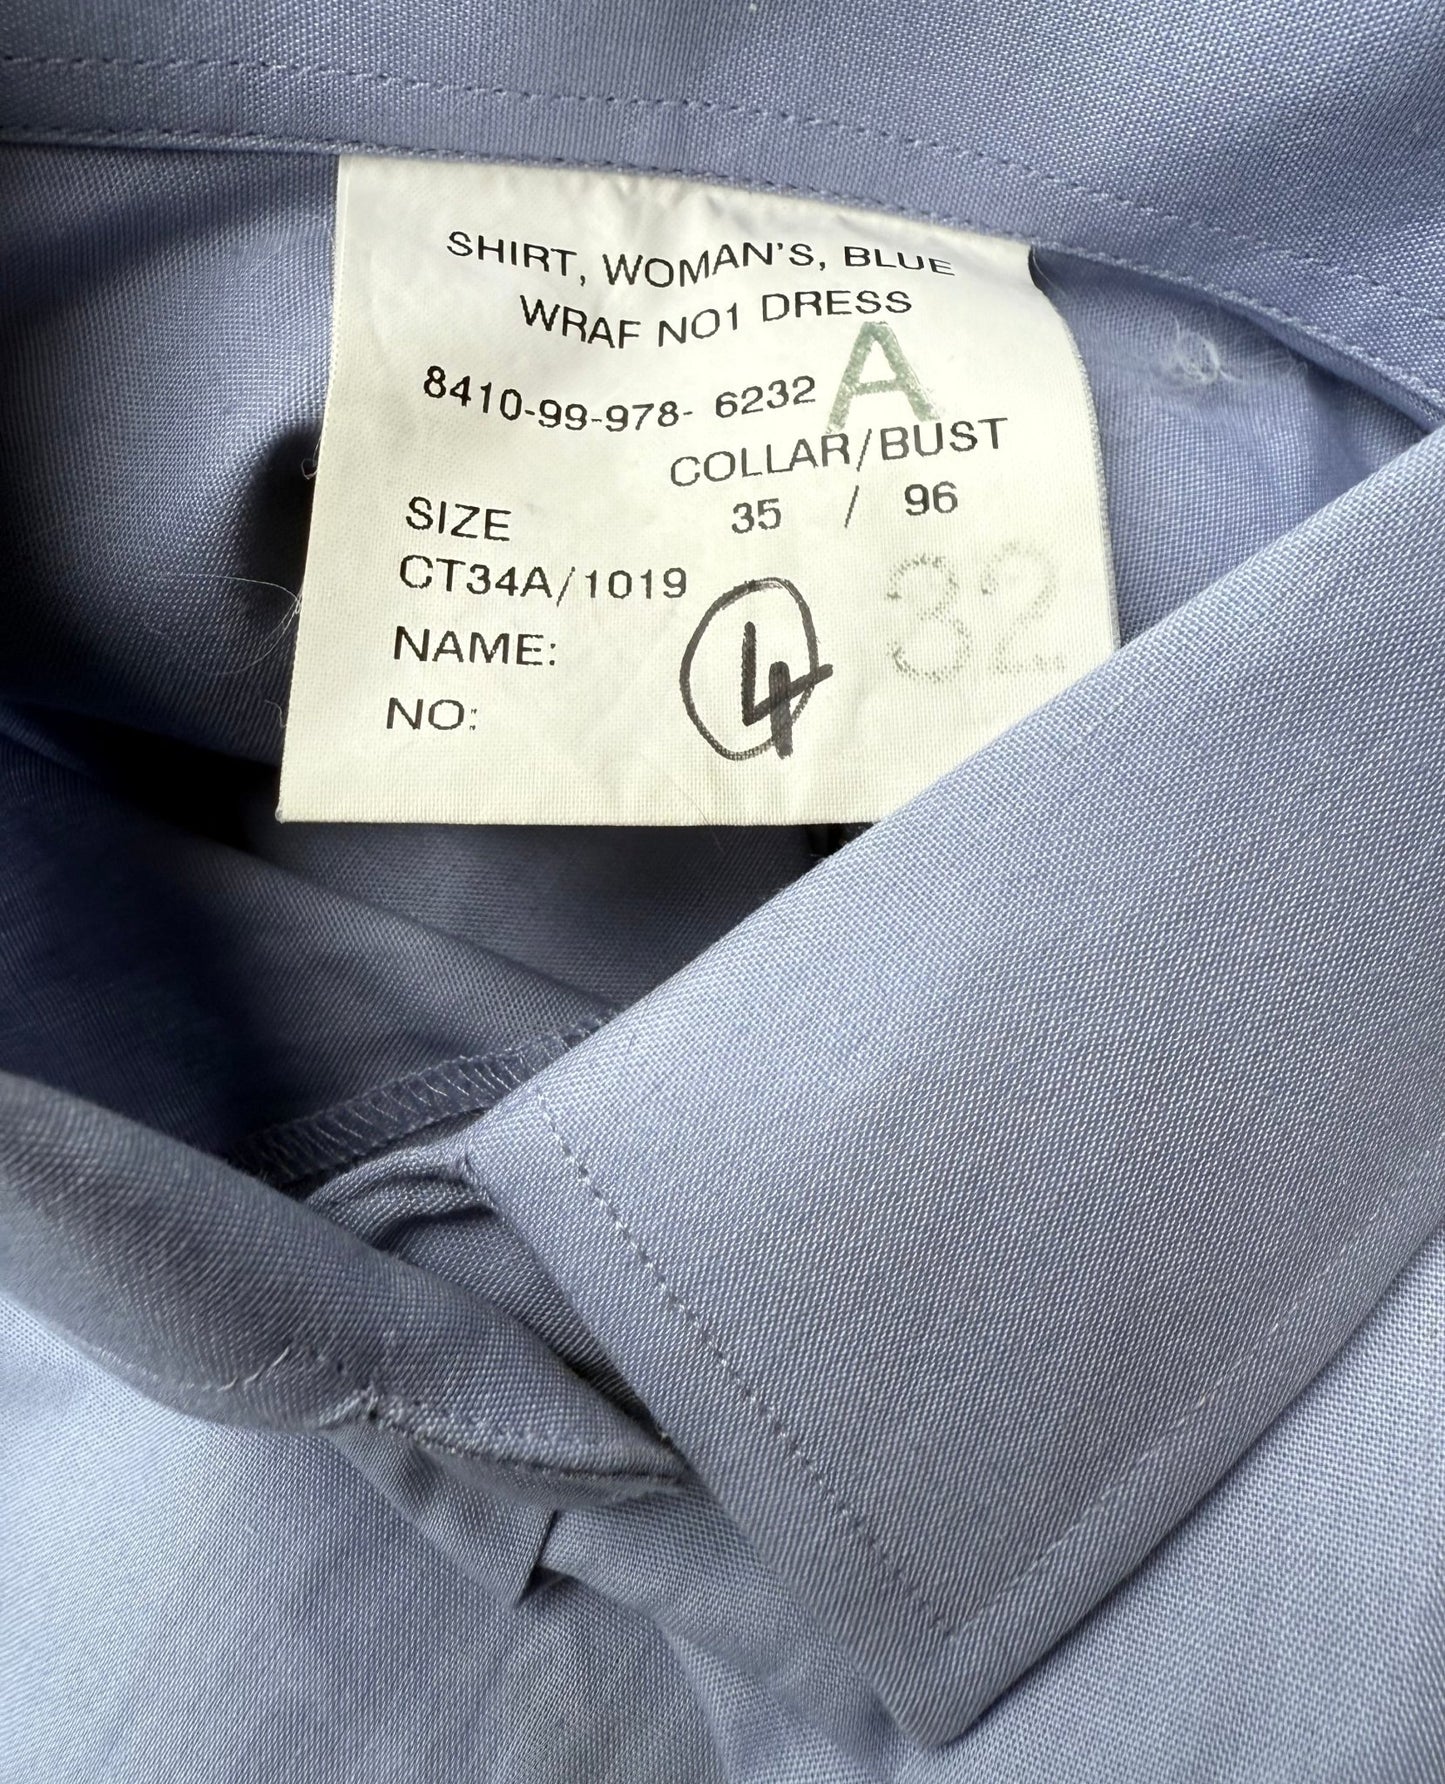 SHIRT, WOMAN'S, BLUE
WRAF NO1 DRESS
8410-99-978- 6232 A
COLLAR/BUST
SIZE 35 / 96
CT34A/1019
NAME: 4 32
NO: